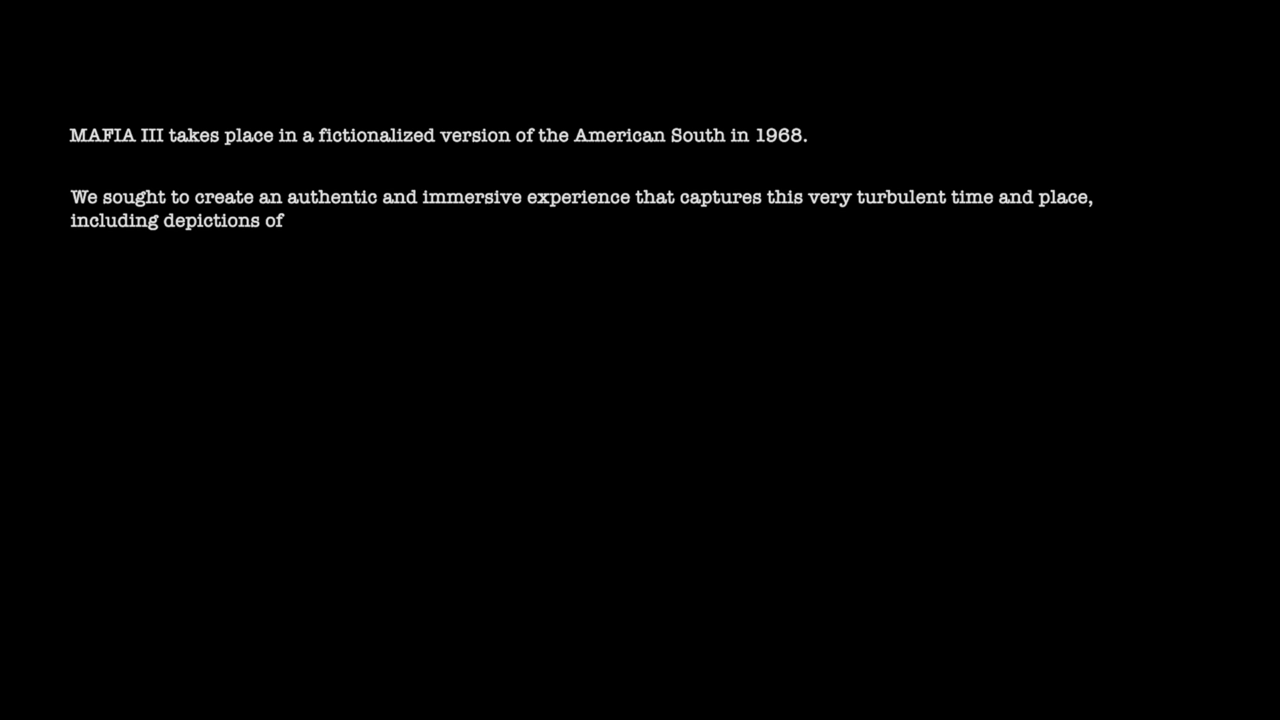 MAFIA III takes place in a fictionalized version of the American South in 1968.
We sought to create an authentic and immersive experience that captures this very turbulent time and place,
including depictions of